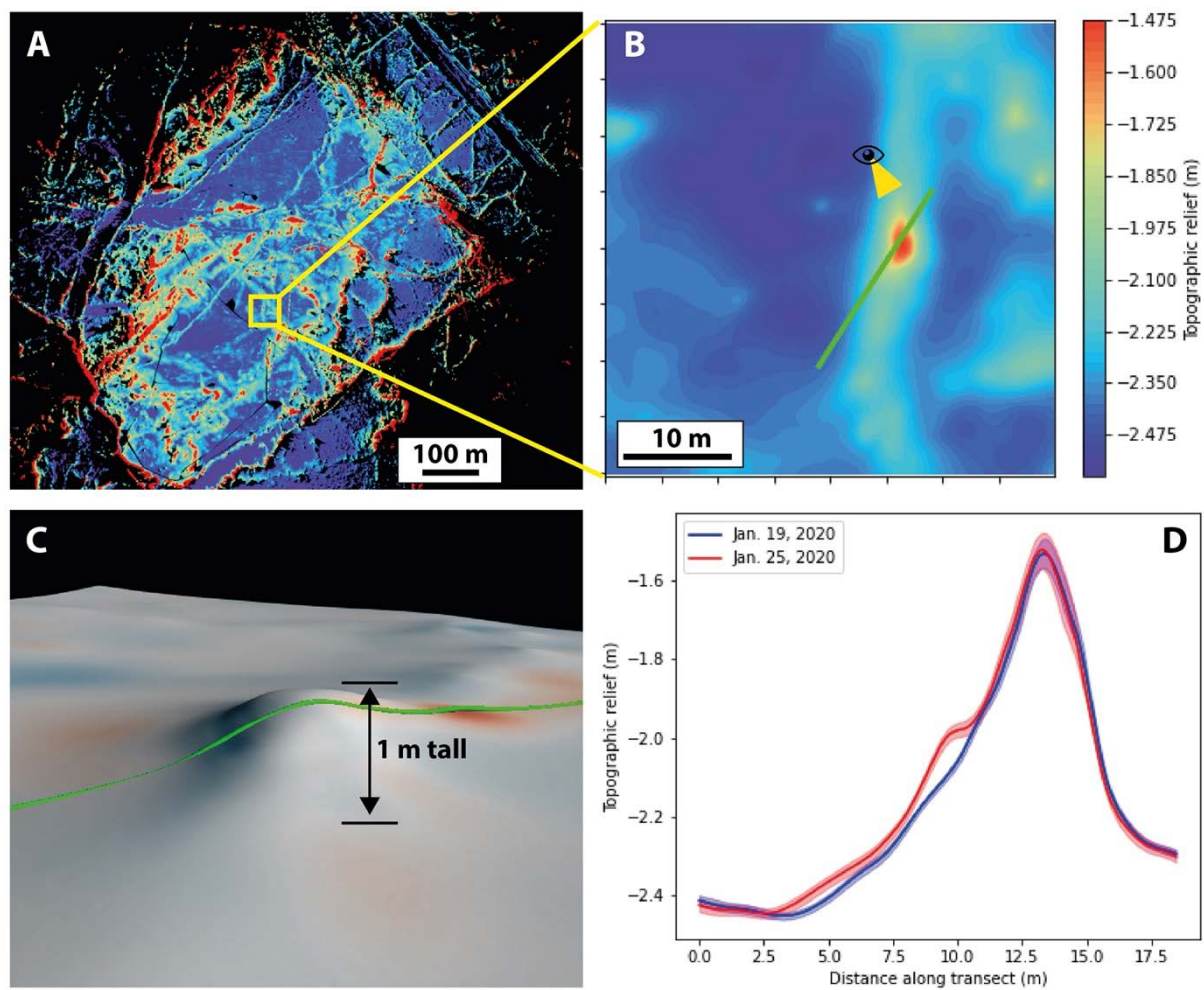 A
100 m
B
10 m
−1.475
−1.600
−1.725
−1.850
−1.975
−2.100
−2.225
−2.350
−2.475
Topographic relief (m)
C
1 m tall
D
Jan. 19, 2020
Jan. 25, 2020
−1.6
−1.8
−2.0
−2.2
−2.4
Topographic relief (m)
0.0 2.5 5.0 7.5 10.0 12.5 15.0 17.5
Distance along transect (m)